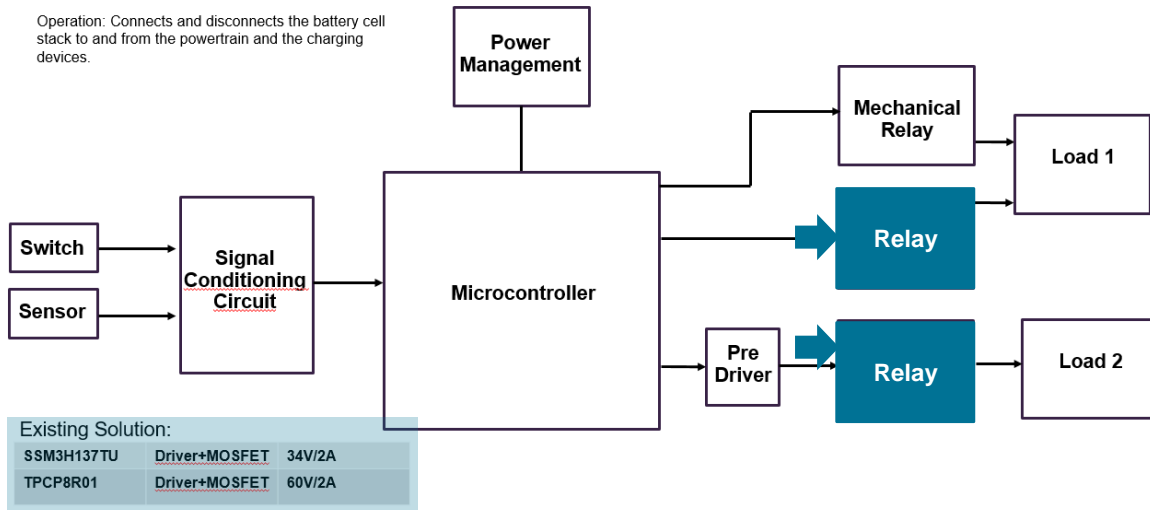 Operation: Connects and disconnects the battery cell
stack to and from the powertrain and the charging
devices.
Power
Management
Mechanical
Relay
Load 1
Switch
Sensor
Signal
Conditioning
Circuit
Microcontroller
Relay
Pre
Driver
Relay
Load 2
Existing Solution:
SSM3H137TU Driver+MOSFET 34V/2A
TPCP8R01 Driver+MOSFET 60V/2A